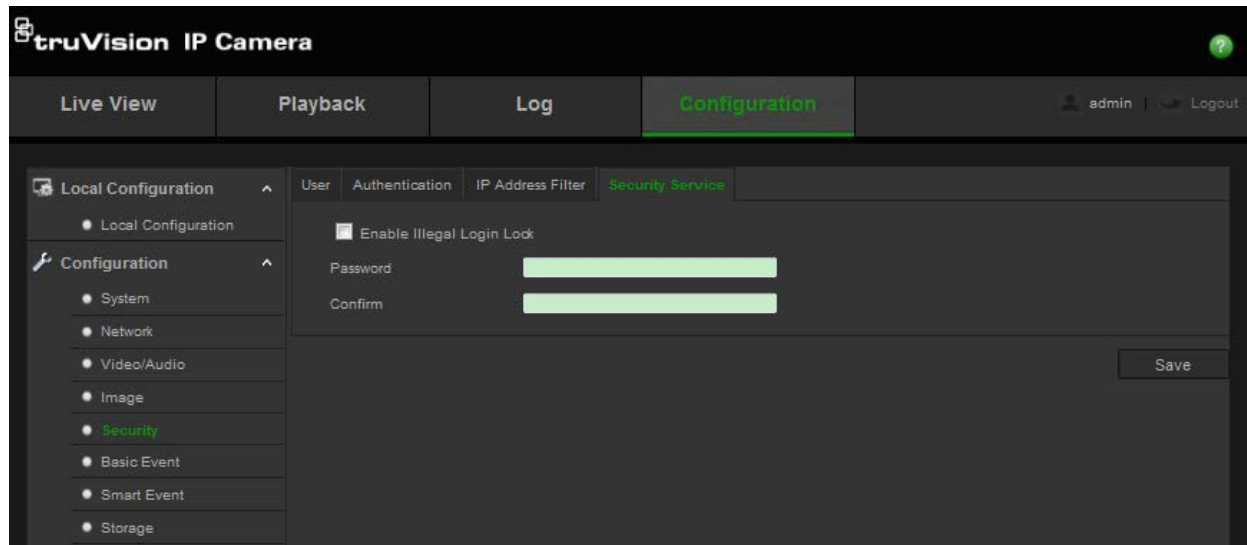 truVision IP Camera
?
Live View Playback Log Configuration admin | Logout
Local Configuration
Local Configuration
Configuration
System
Network
Video/Audio
Image
Security
Basic Event
Smart Event
Storage
User Authentication IP Address Filter Security Service
Enable Illegal Login Lock
Password
Confirm
Save